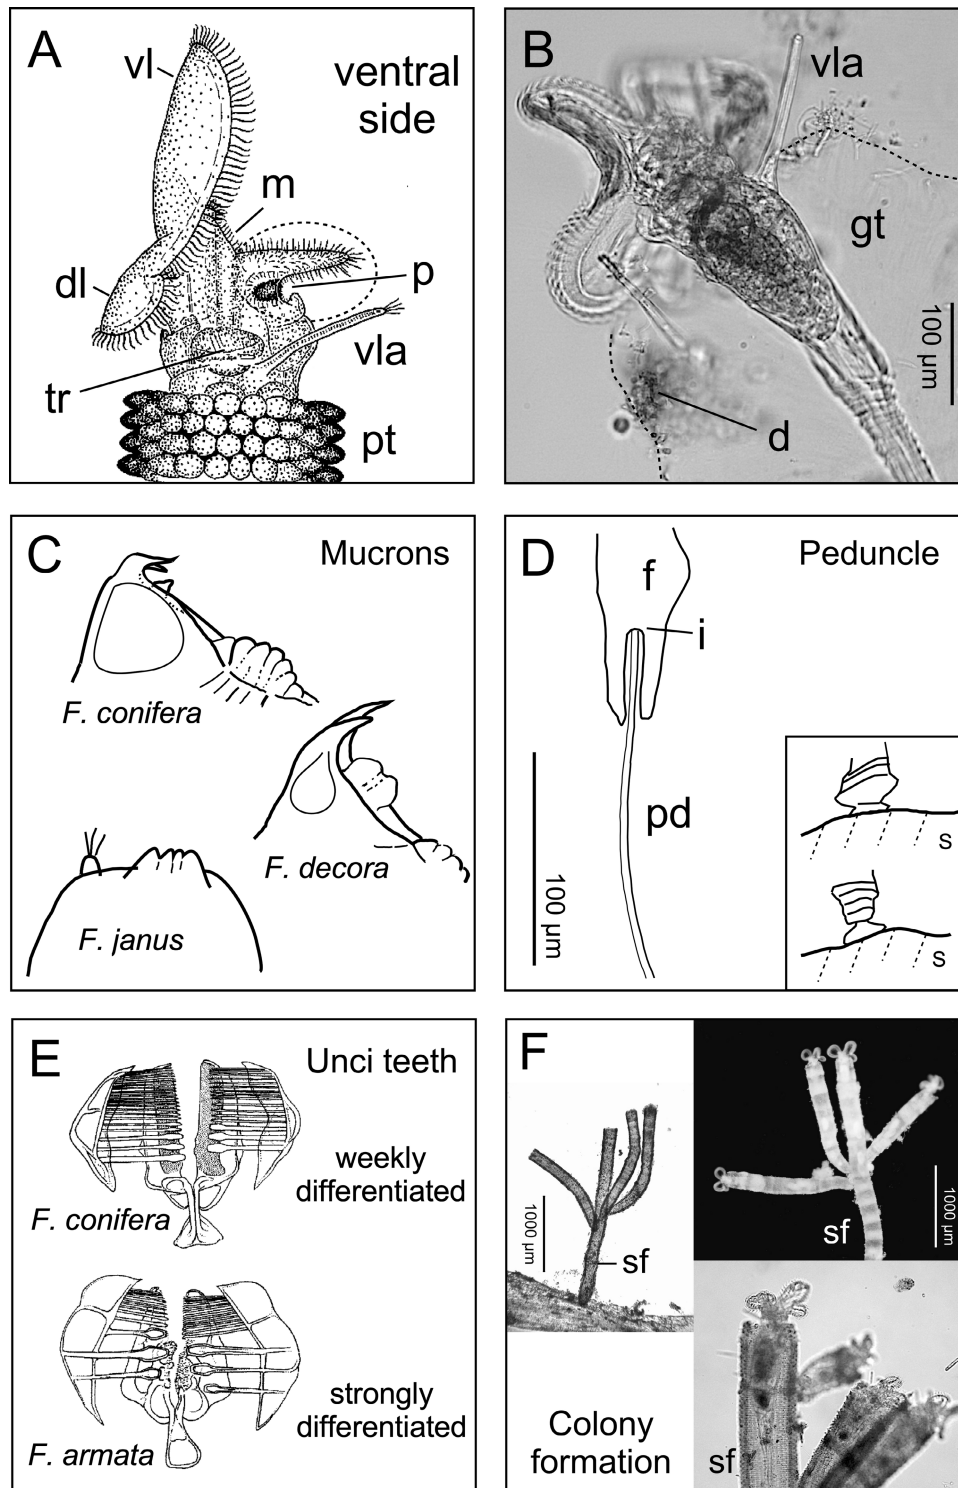 A
vl
ventral
side
m
dl
p
vla
tr
pt
B
vla
gt
100 µm
d
C
Mucrons
F. conifera
F. decora
F. janus
D
Peduncle
f
i
pd
100 µm
s
s
E
Unci teeth
weekly
differentiated
F. conifera
strongly
differentiated
F. armata
F
1000 µm
sf
sf
1000 µm
Colony
formation
sf